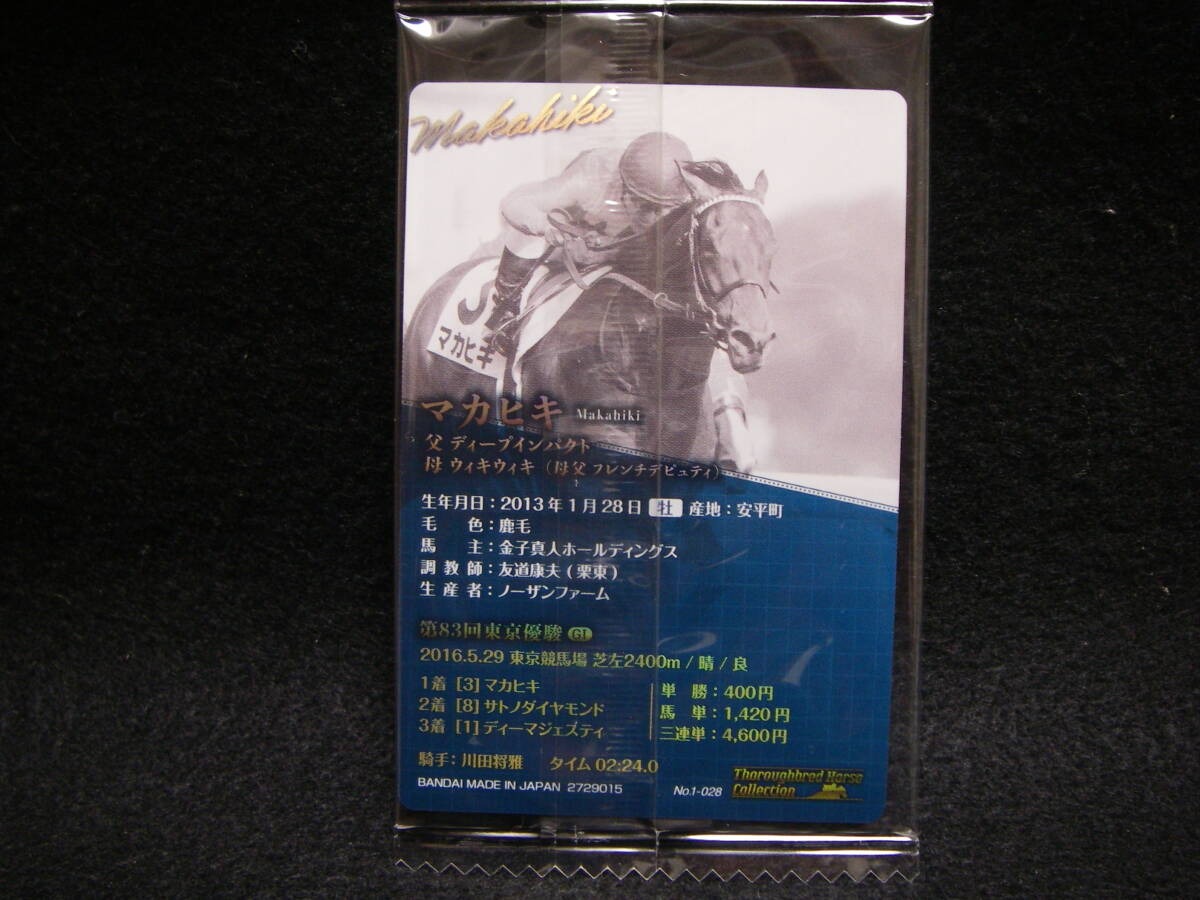 Makahiki
マカヒキ
マカヒキ Makahiki
父 ディープインパクト
母 ウィキウィキ (母父 フレンチデピュティ)
生年月日:2013年1月28日 牡 産地:安平町
毛 色:鹿毛
馬 主:金子真人ホールディングス
調教師:友道康夫(栗東)
生産者:ノーザンファーム
第83回東京優駿 GI
2016.5.29 東京競馬場 芝左2400m / 晴 / 良
1着 [3] マカヒキ 単 勝:400円
2着 [8] サトノダイヤモンド 馬 単:1,420円
3着 [1] ディーマジェスティ 三連単:4,600円
騎手:川田将雅 タイム 02:24.0
BANDAI MADE IN JAPAN 2729015 No.1-028 Thoroughbred Horse
Collection